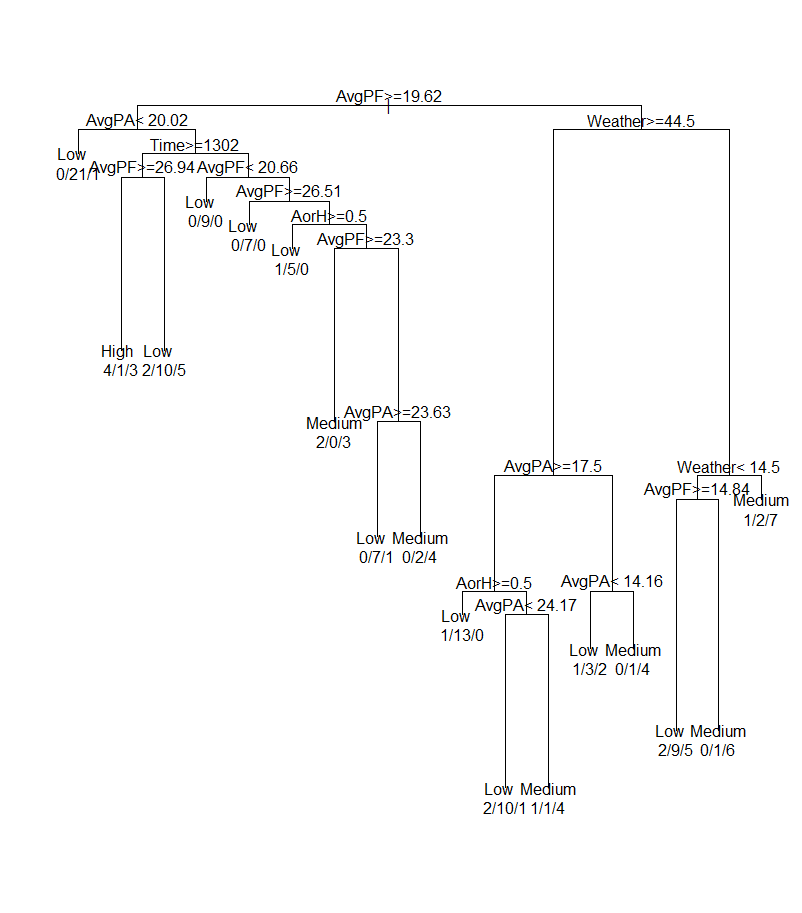 AvgPF>=19.62
AvgPA< 20.02
Weather>=44.5
Time>=1302
Low
0/21/1
AvgPF>=26.94
AvgPF< 20.66
AvgPF>=26.51
Low
0/9/0
AorH>=0.5
Low
0/7/0
AvgPF>=23.3
Low
1/5/0
High
4/1/3
Low
2/10/5
AvgPA>=23.63
Medium
2/0/3
AvgPA>=17.5
Weather< 14.5
AvgPF>=14.84
Medium
1/2/7
Low
0/7/1
Medium
0/2/4
AorH>=0.5
AvgPA< 14.16
AvgPA< 24.17
Low
1/13/0
Low
1/3/2
Medium
0/1/4
Low
2/9/5
Medium
0/1/6
Low
2/10/1
Medium
1/1/4